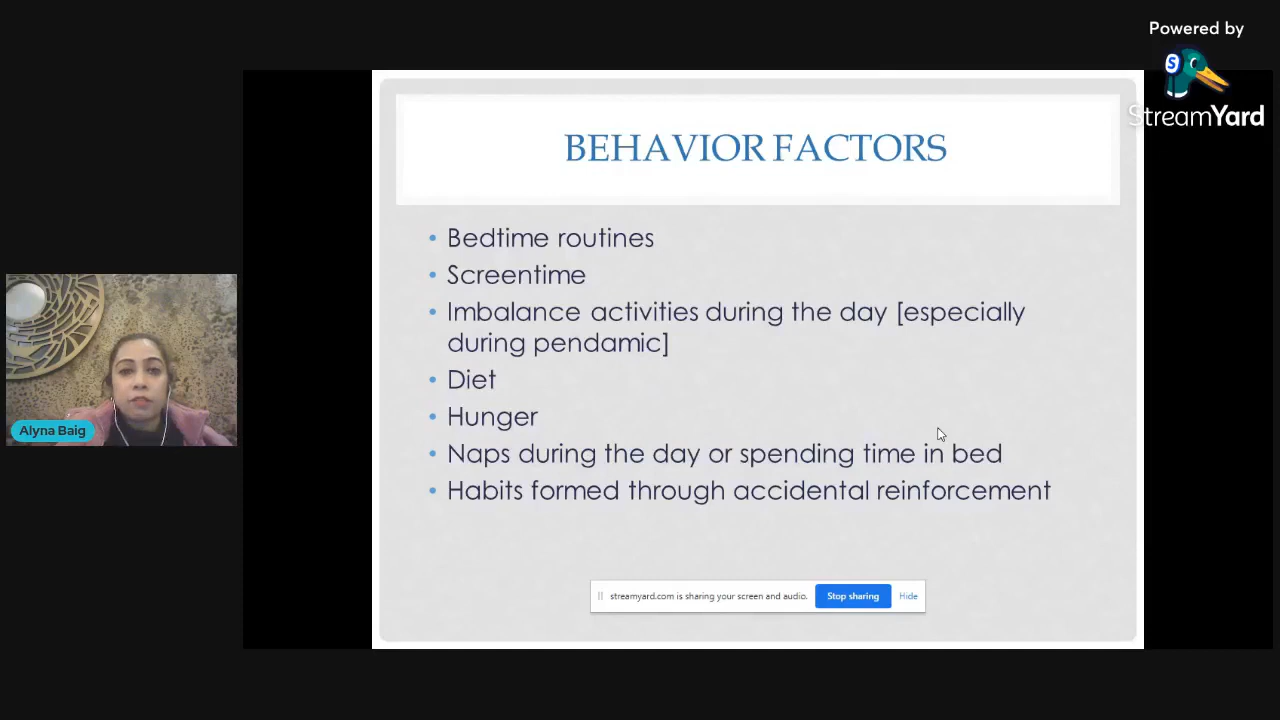 Powered by
S
StreamYard
BEHAVIOR FACTORS
• Bedtime routines
• Screentime
• Imbalance activities during the day [especially
during pendamic]
• Diet
• Hunger
• Naps during the day or spending time in bed
• Habits formed through accidental reinforcement
Alyna Baig
streamyard.com is sharing your screen and audio.
Stop sharing
Hide